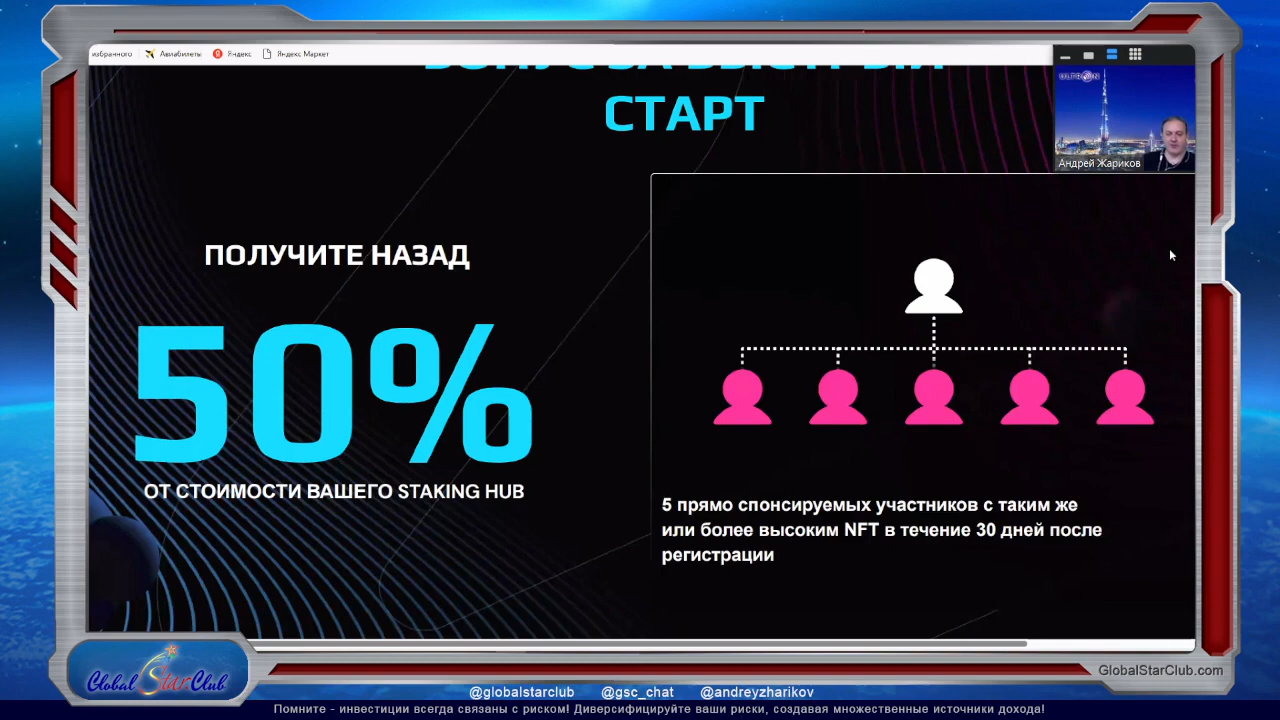 избранного
Авиабилеты
Яндекс
Яндекс Маркет
СТАРТ
Андрей Жариков
ПОЛУЧИТЕ НАЗАД
50%
ОТ СТОИМОСТИ ВАШЕГО STAKING HUB
5 прямо спонсируемых участников с таким же
или более высоким NFT в течение 30 дней после
регистрации
Global Star Club
GlobalStarClub.com
@globalstarclub @gsc_chat @andreyzharikov
Помните - инвестиции всегда связаны с риском! Диверсифицируйте ваши риски, создавая множественные источники дохода!